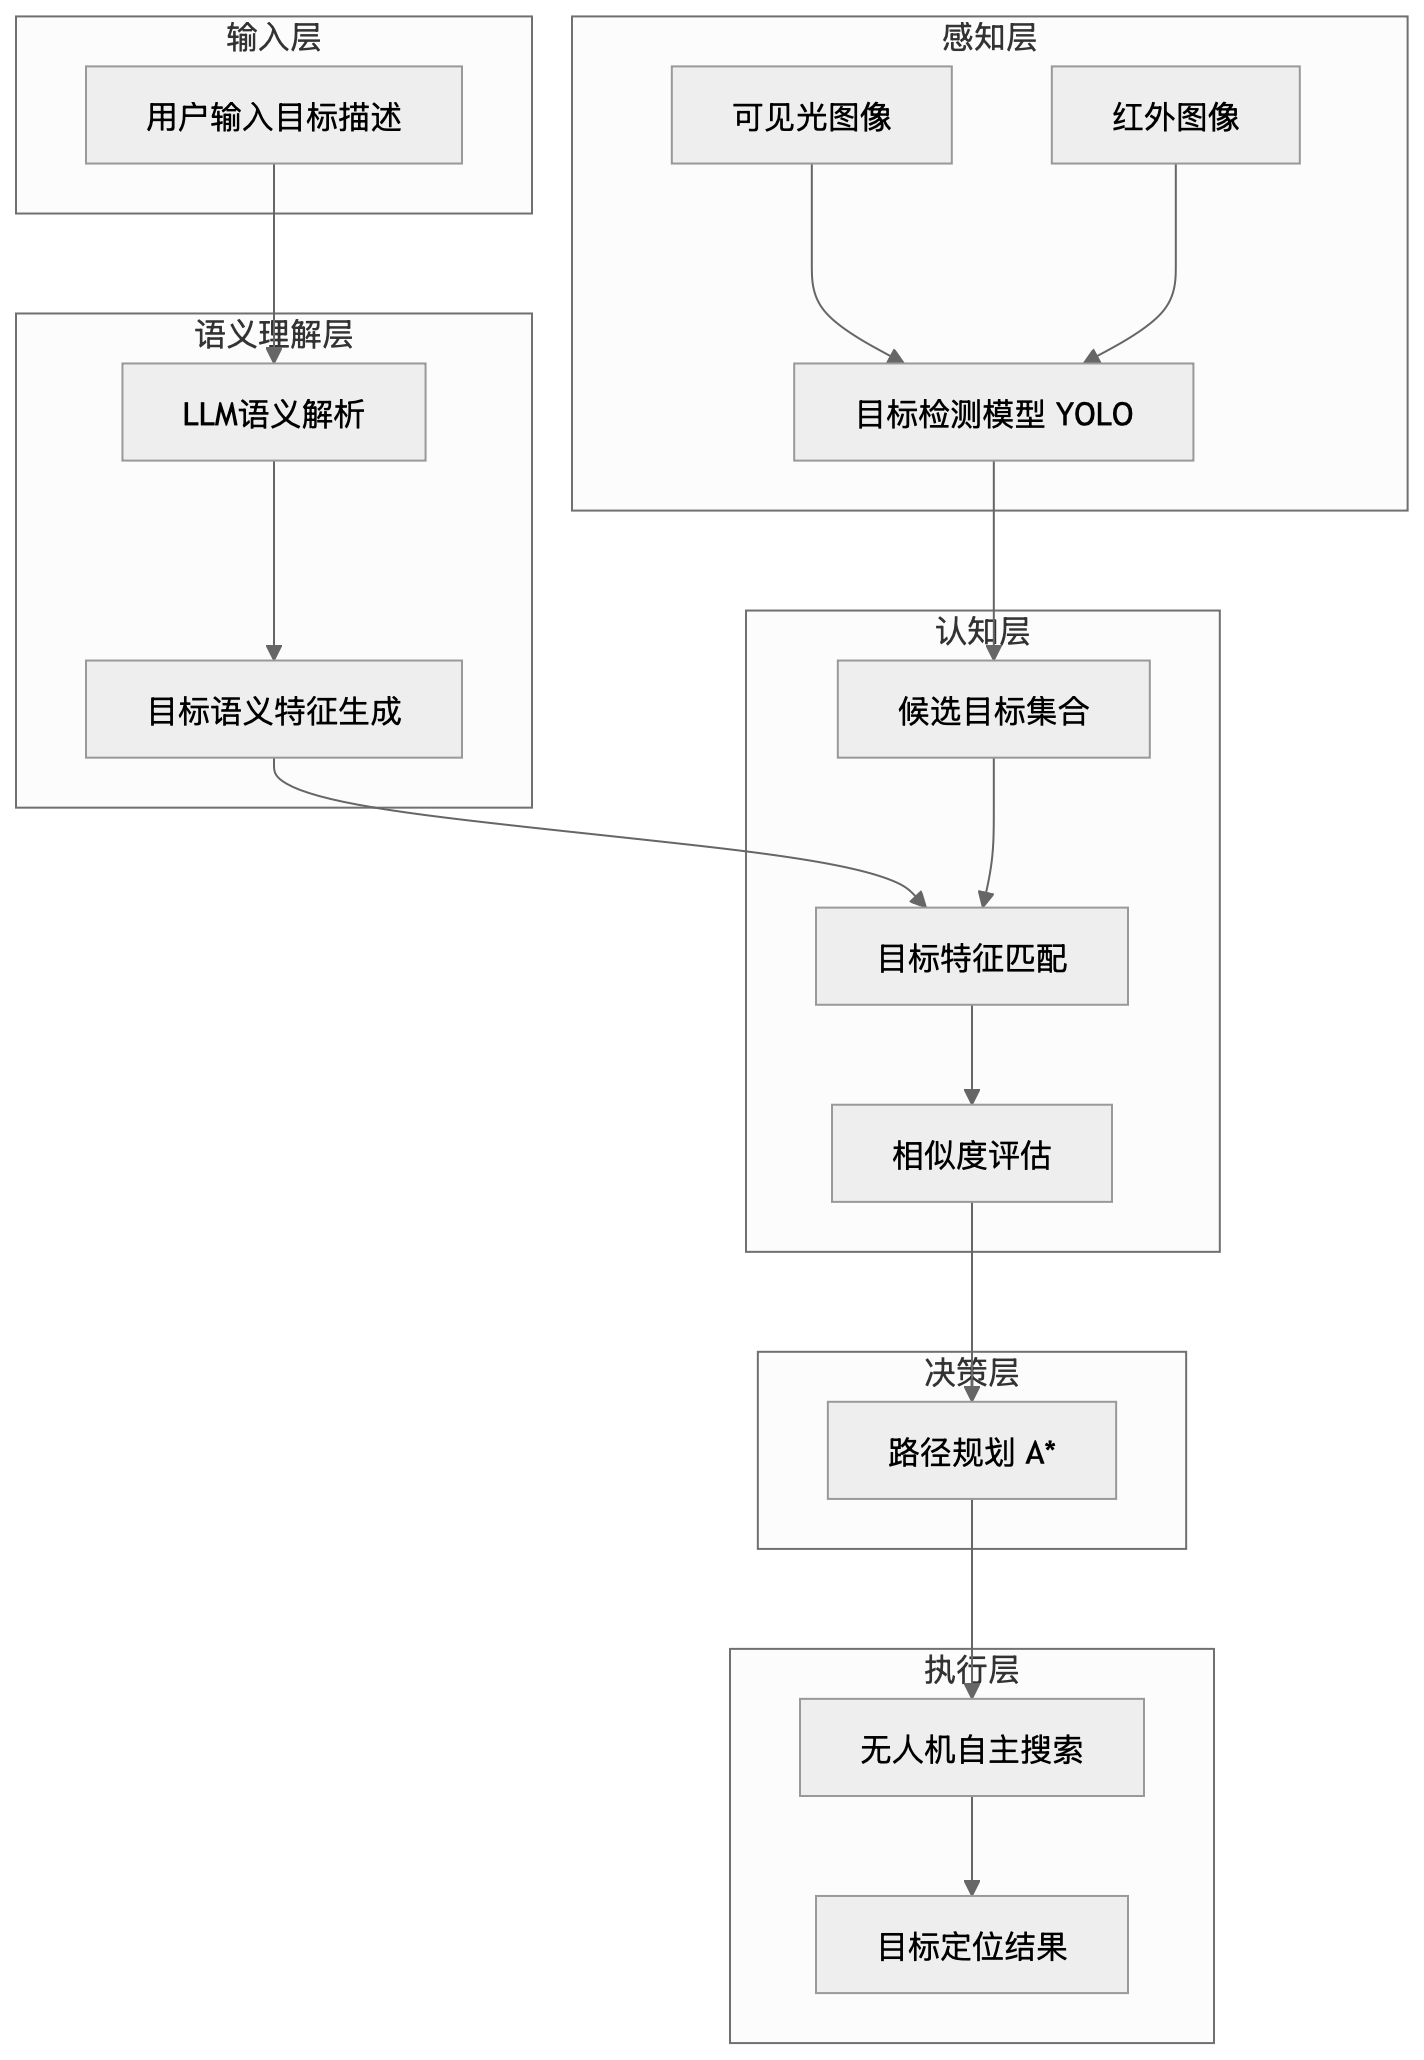 输入层
用户输入目标描述
感知层
可见光图像
红外图像
语义理解层
LLM语义解析
目标检测模型 YOLO
目标语义特征生成
认知层
候选目标集合
目标特征匹配
相似度评估
决策层
路径规划 A*
执行层
无人机自主搜索
目标定位结果